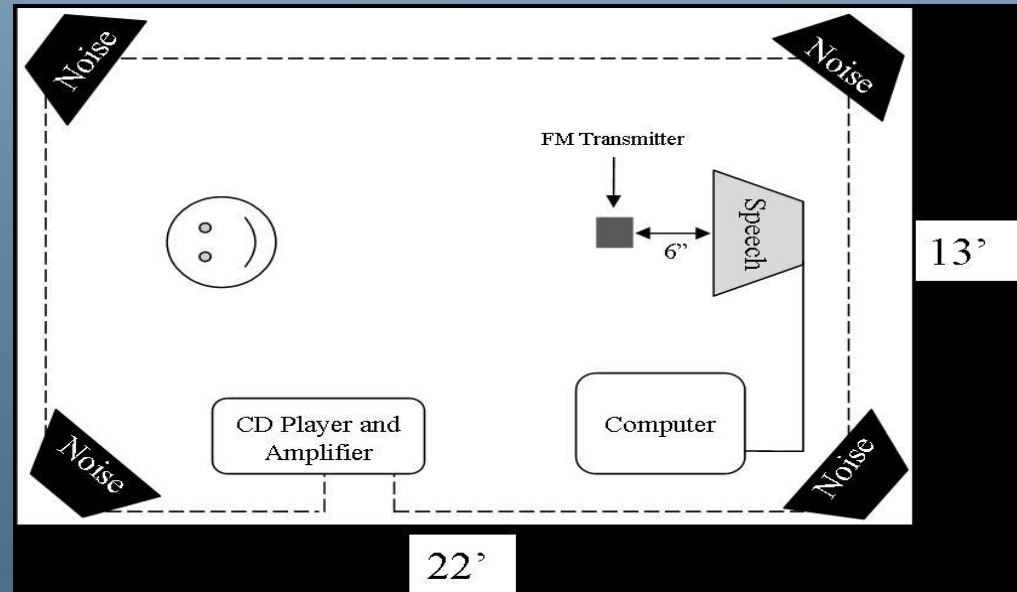 Noise
Noise
FM Transmitter
Speech
6”
13’
CD Player and
Amplifier
Computer
Noise
Noise
22’